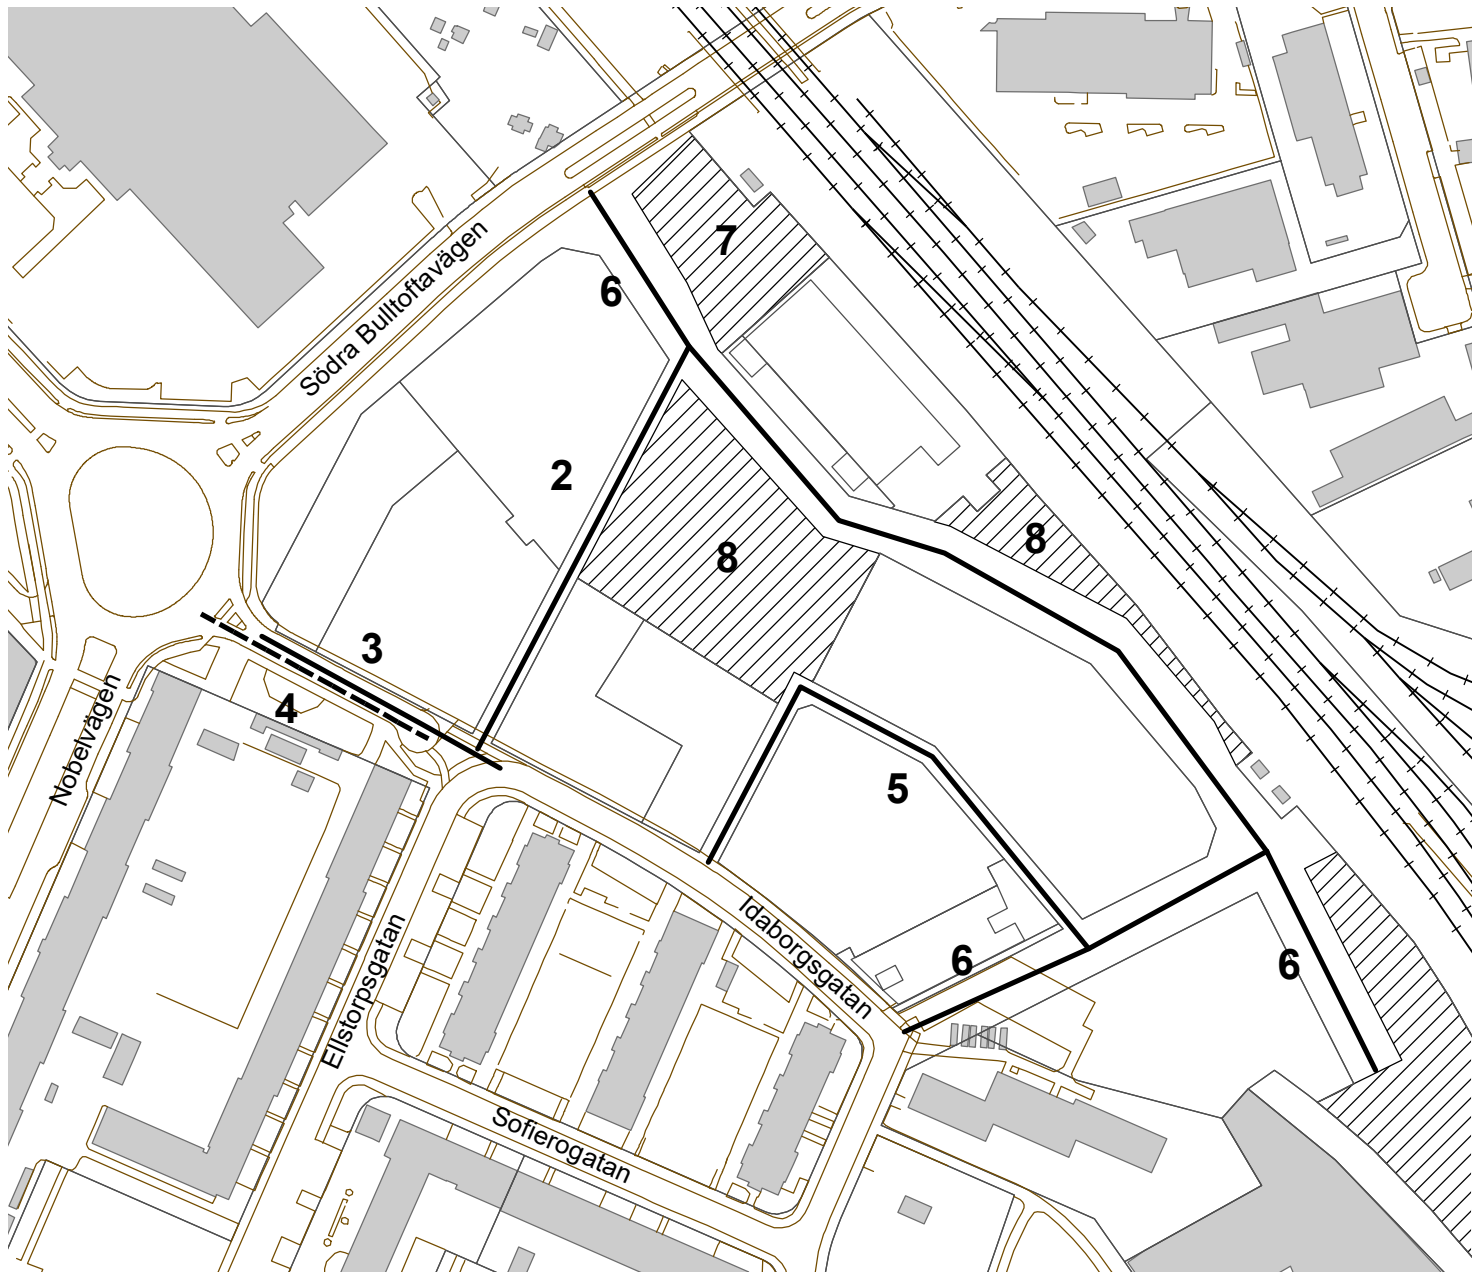 7
6
Södra Bulltoftavägen
2
8
8
3
4
Nobelvägen
5
Idaborgsgatan
6
6
Ellstorpsgatan
Sofierogatan